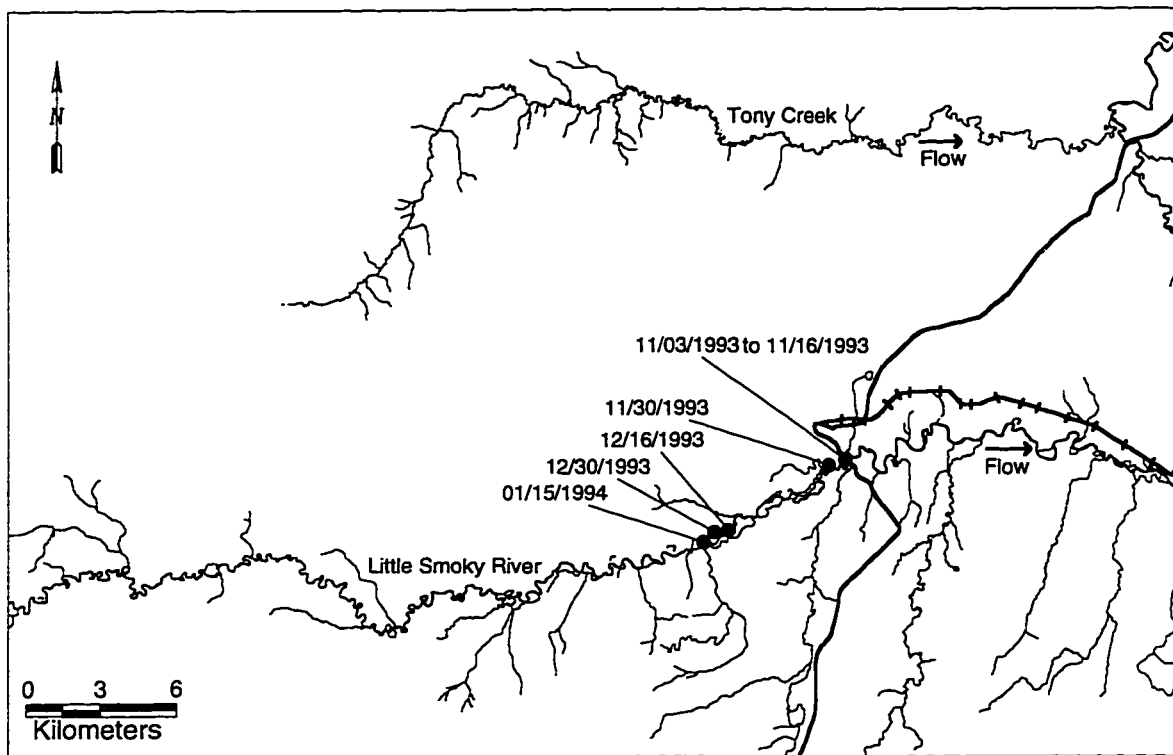 N
Tony Creek
Flow
11/03/1993 to 11/16/1993
11/30/1993
12/16/1993
12/30/1993
01/15/1994
Flow
Little Smoky River
0 3 6
Kilometers